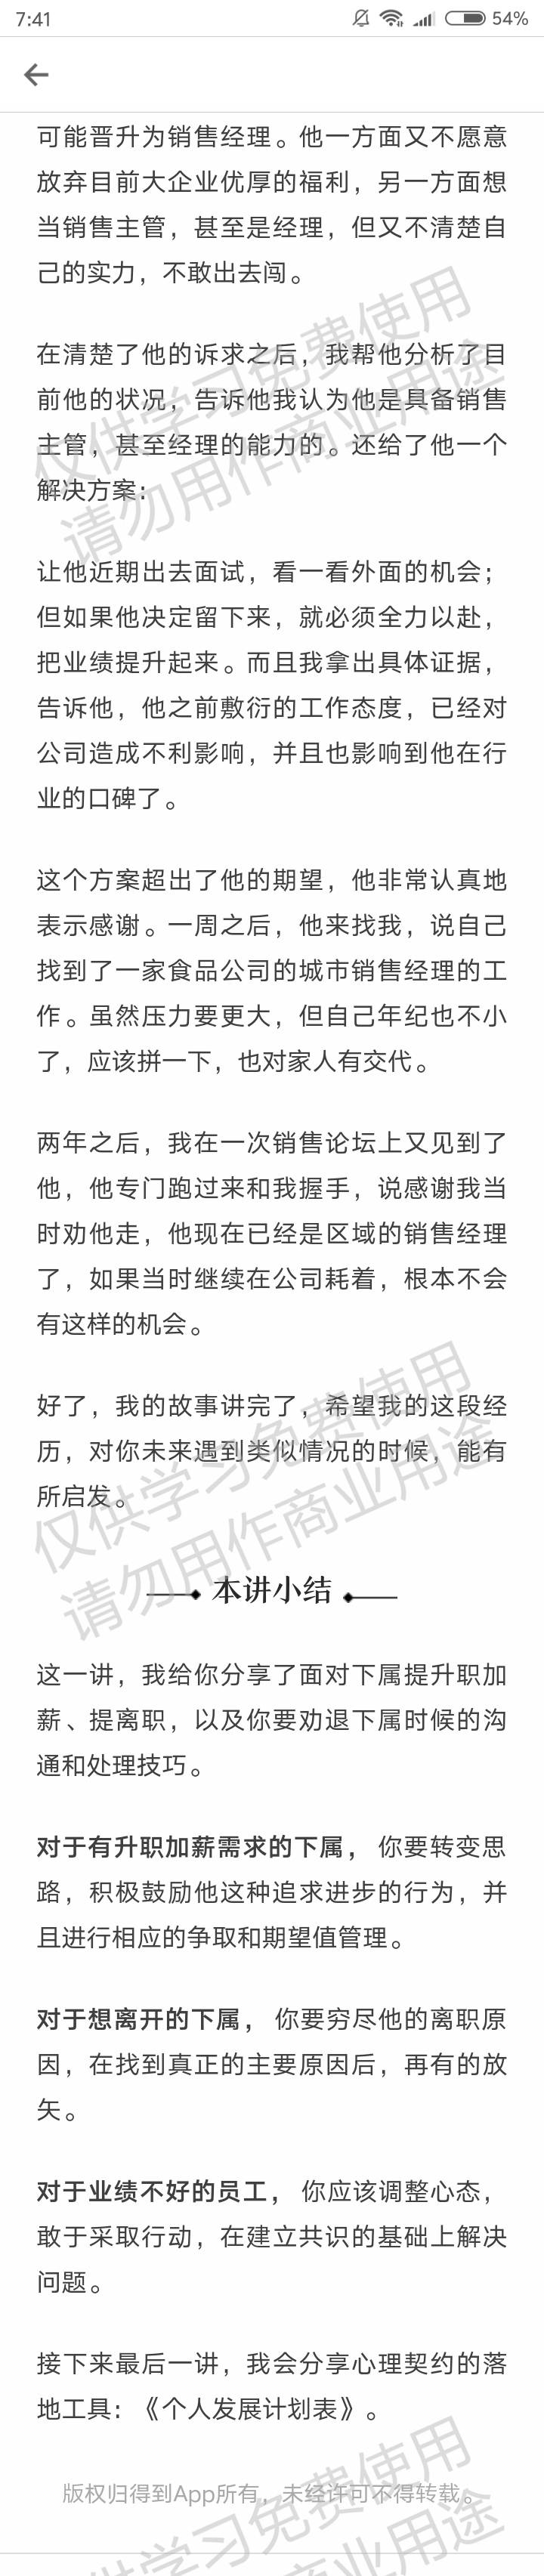 7:41
54%
可能晋升为销售经理。他一方面又不愿意
放弃目前大企业优厚的福利，另一方面想
当销售主管，甚至是经理，但又不清楚自
己的实力，不敢出去闯。
在清楚了他的诉求之后，我帮他分析了目
前他的状况，告诉他我认为他是具备销售
主管，甚至经理的能力的。还给了他一个
解决方案：
仅供学习免费使用
请勿用作商业用途
让他近期出去面试，看一看外面的机会；
但如果他决定留下来，就必须全力以赴，
把业绩提升起来。而且我拿出具体证据，
告诉他，他之前敷衍的工作态度，已经对
公司造成不利影响，并且也影响到他在行
业的口碑了。
这个方案超出了他的期望，他非常认真地
表示感谢。一周之后，他来找我，说自己
找到了一家食品公司的城市销售经理的工
作。虽然压力要更大，但自己年纪也不小
了，应该拼一下，也对家人有交代。
两年之后，我在一次销售论坛上又见到了
他，他专门跑过来和我握手，说感谢我当
时劝他走，他现在已经是区域的销售经理
了，如果当时继续在公司耗着，根本不会
有这样的机会。
好了，我的故事讲完了，希望我的这段经
历，对你未来遇到类似情况的时候，能有
所启发。
仅供学习免费使用
请勿用作商业用途
本讲小结
这一讲，我给你分享了面对下属提升职加
薪、提离职，以及你要劝退下属时候的沟
通和处理技巧。
对于有升职加薪需求的下属，你要转变思
路，积极鼓励他这种追求进步的行为，并
且进行相应的争取和期望值管理。
对于想离开的下属，你要穷尽他的离职原
因，在找到真正的主要原因后，再有的放
矢。
对于业绩不好的员工，你应该调整心态，
敢于采取行动，在建立共识的基础上解决
问题。
接下来最后一讲，我会分享心理契约的落
地工具：《个人发展计划表》。
版权归得到App所有，未经许可不得转载。
供学习免费使用
作商业用途